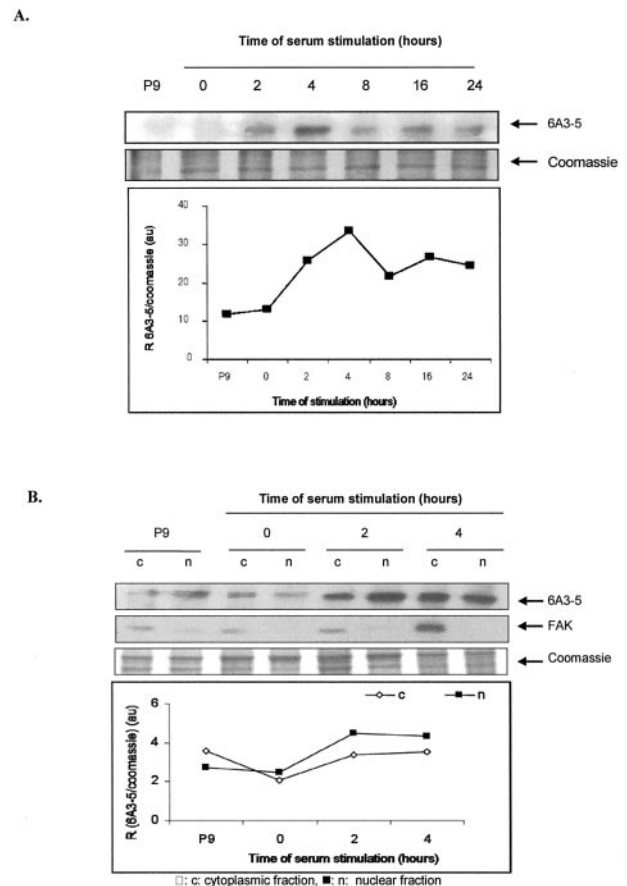 A.
Time of serum stimulation (hours)
P9 0 2 4 8 16 24
6A3-5
Coomassie
R 6A3-5/coomassie (au)
40
30
20
10
0
P9 0 2 4 8 16 24
Time of stimulation (hours)
B.
Time of serum stimulation (hours)
P9 0 2 4
c n c n c n c n
6A3-5
FAK
Coomassie
c n
R (6A3-5/coomassie) (au)
6
4
2
0
P9 0 2 4
Time of serum stimulation (hours)
□: c: cytoplasmic fraction, ■: n: nuclear fraction